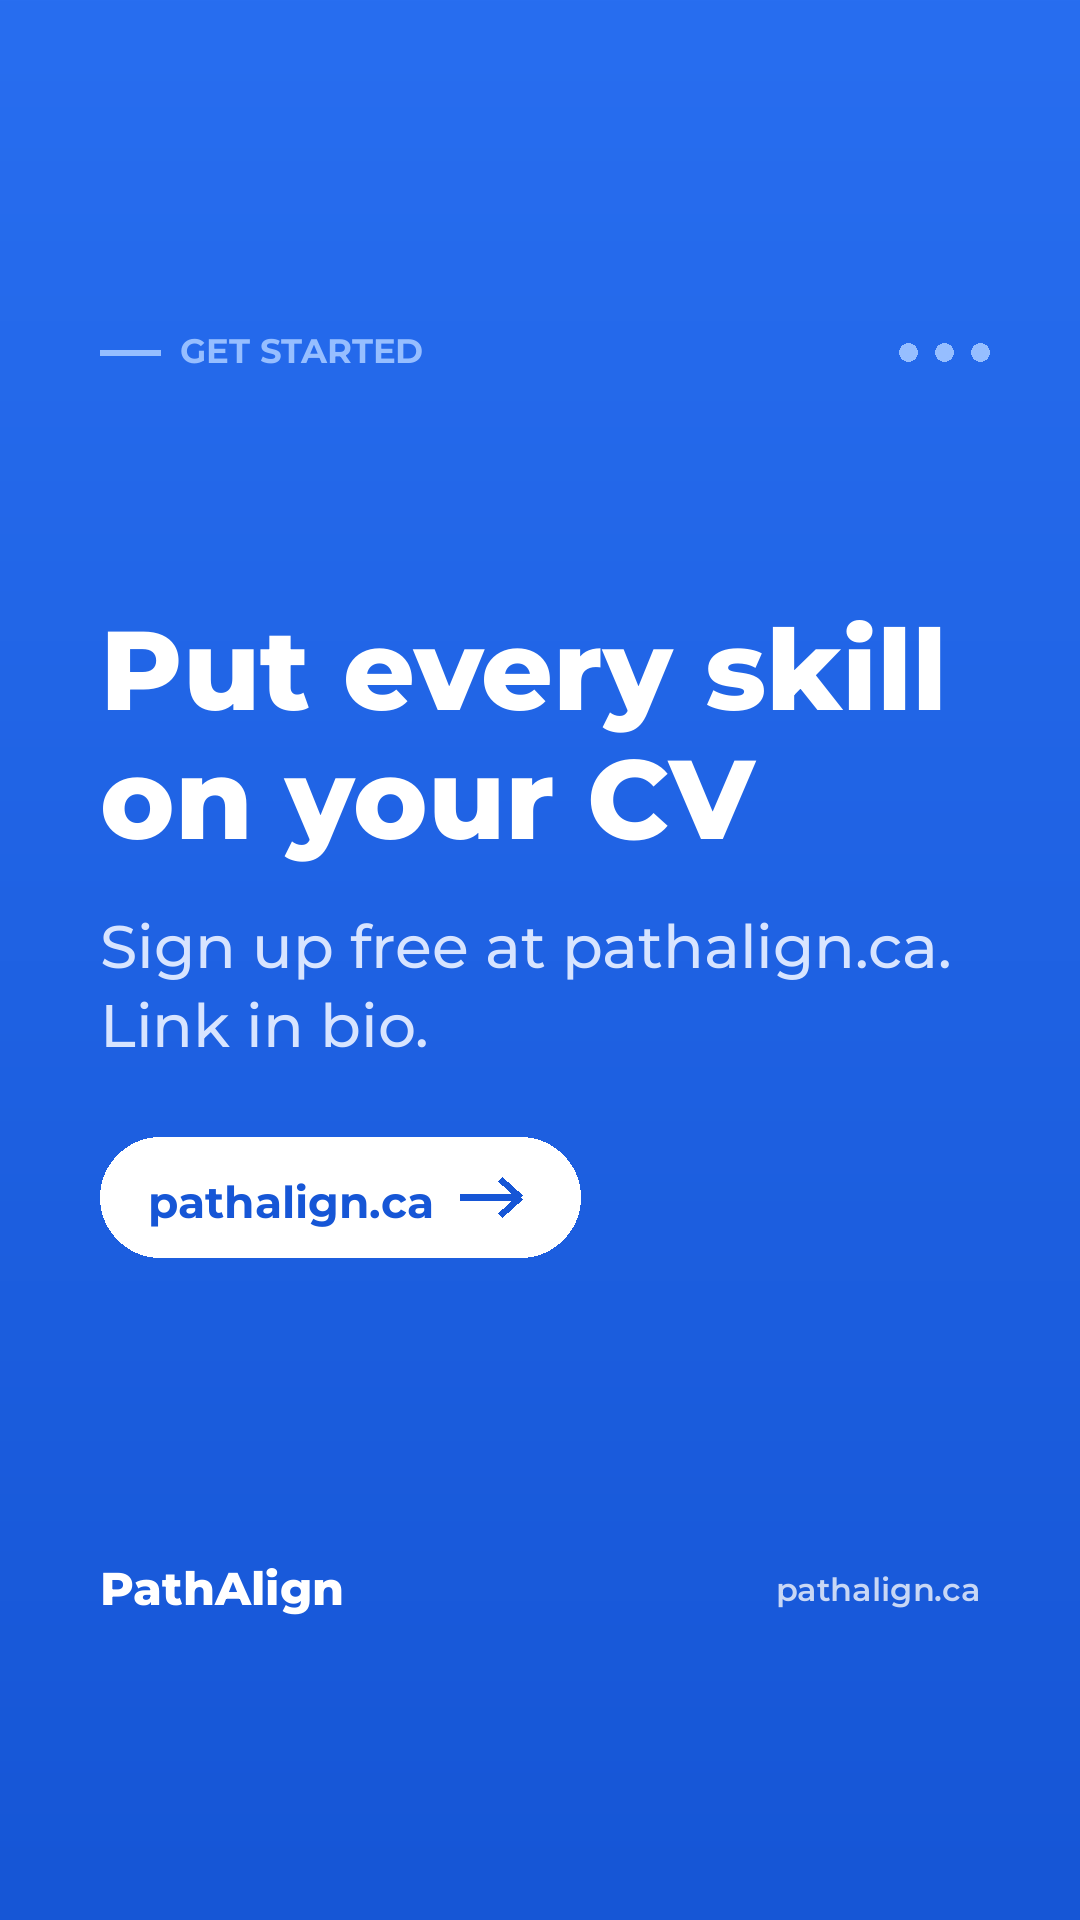 GET STARTED
Put every skill
on your CV
Sign up free at pathalign.ca.
Link in bio.
pathalign.ca
PathAlign
pathalign.ca